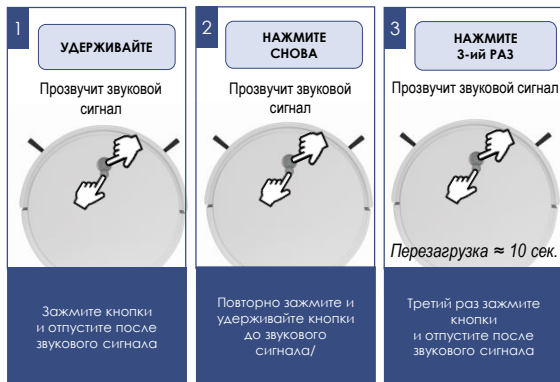 1
УДЕРЖИВАЙТЕ
Прозвучит звуковой
сигнал
Зажмите кнопки
и отпустите после
звукового сигнала
2
НАЖМИТЕ
СНОВА
Прозвучит звуковой
сигнал
Повторно зажмите и
удерживайте кнопки
до звукового
сигнала/
3
НАЖМИТЕ
3-ий РАЗ
Прозвучит звуковой сигнал
Перезагрузка ≈ 10 сек.
Третий раз зажмите
кнопки
и отпустите после
звукового сигнала